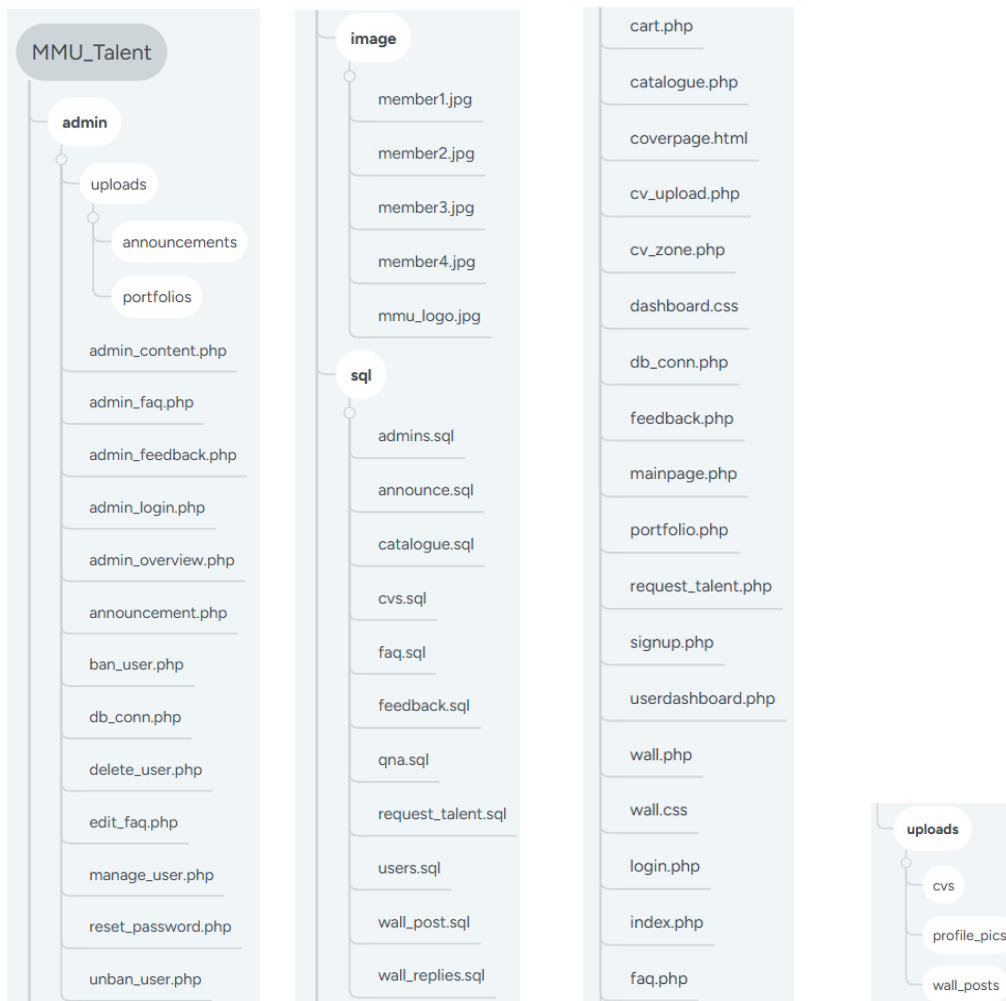 MMU_Talent
admin
uploads
announcements
portfolios
admin_content.php
admin_faq.php
admin_feedback.php
admin_login.php
admin_overview.php
announcement.php
ban_user.php
db_conn.php
delete_user.php
edit_faq.php
manage_user.php
reset_password.php
unban_user.php
image
member1.jpg
member2.jpg
member3.jpg
member4.jpg
mmu_logo.jpg
sql
admins.sql
announce.sql
catalogue.sql
cvs.sql
faq.sql
feedback.sql
qna.sql
request_talent.sql
users.sql
wall_post.sql
wall_replies.sql
cart.php
catalogue.php
coverpage.html
cv_upload.php
cv_zone.php
dashboard.css
db_conn.php
feedback.php
mainpage.php
portfolio.php
request_talent.php
signup.php
userdashboard.php
wall.php
wall.css
login.php
index.php
faq.php
uploads
cvs
profile_pics
wall_posts